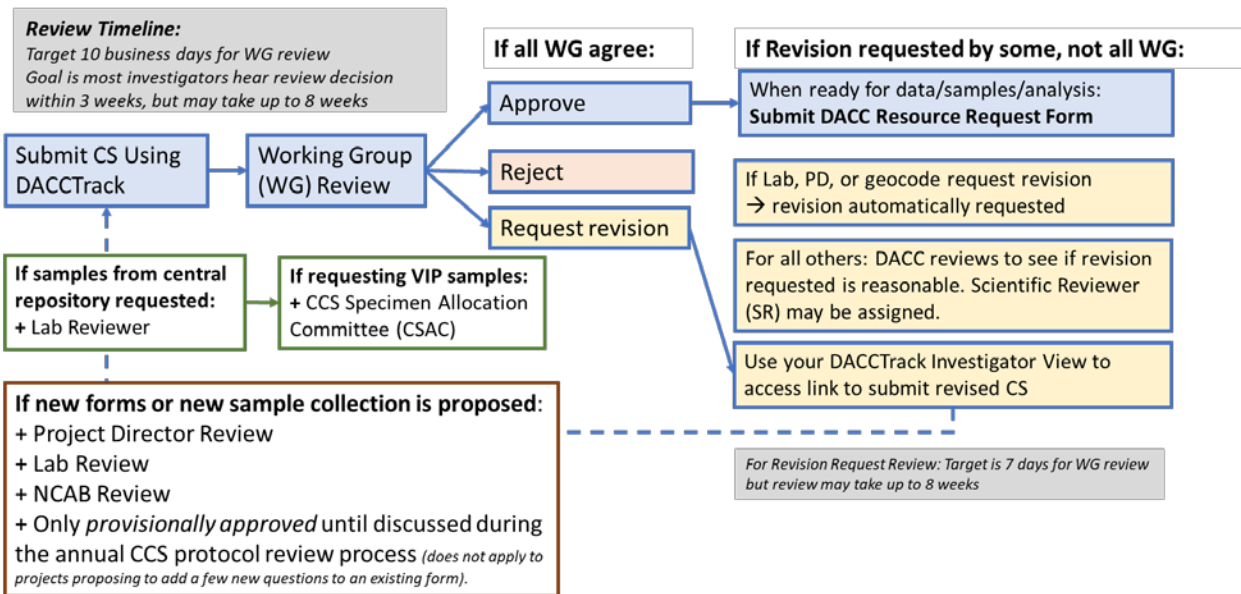 Review Timeline:
Target 10 business days for WG review
Goal is most investigators hear review decision
within 3 weeks, but may take up to 8 weeks
If all WG agree:
If Revision requested by some, not all WG:
Submit CS Using
DACCTrack
Working Group
(WG) Review
Approve
When ready for data/samples/analysis:
Submit DACC Resource Request Form
Reject
Request revision
If Lab, PD, or geocode request revision
→ revision automatically requested
For all others: DACC reviews to see if revision
requested is reasonable. Scientific Reviewer
(SR) may be assigned.
Use your DACCTrack Investigator View to
access link to submit revised CS
If samples from central
repository requested:
+ Lab Reviewer
If requesting VIP samples:
+ CCS Specimen Allocation
Committee (CSAC)
If new forms or new sample collection is proposed:
+ Project Director Review
+ Lab Review
+ NCAB Review
+ Only provisionally approved until discussed during
the annual CCS protocol review process (does not apply to
projects proposing to add a few new questions to an existing form).
For Revision Request Review: Target is 7 days for WG review
but review may take up to 8 weeks